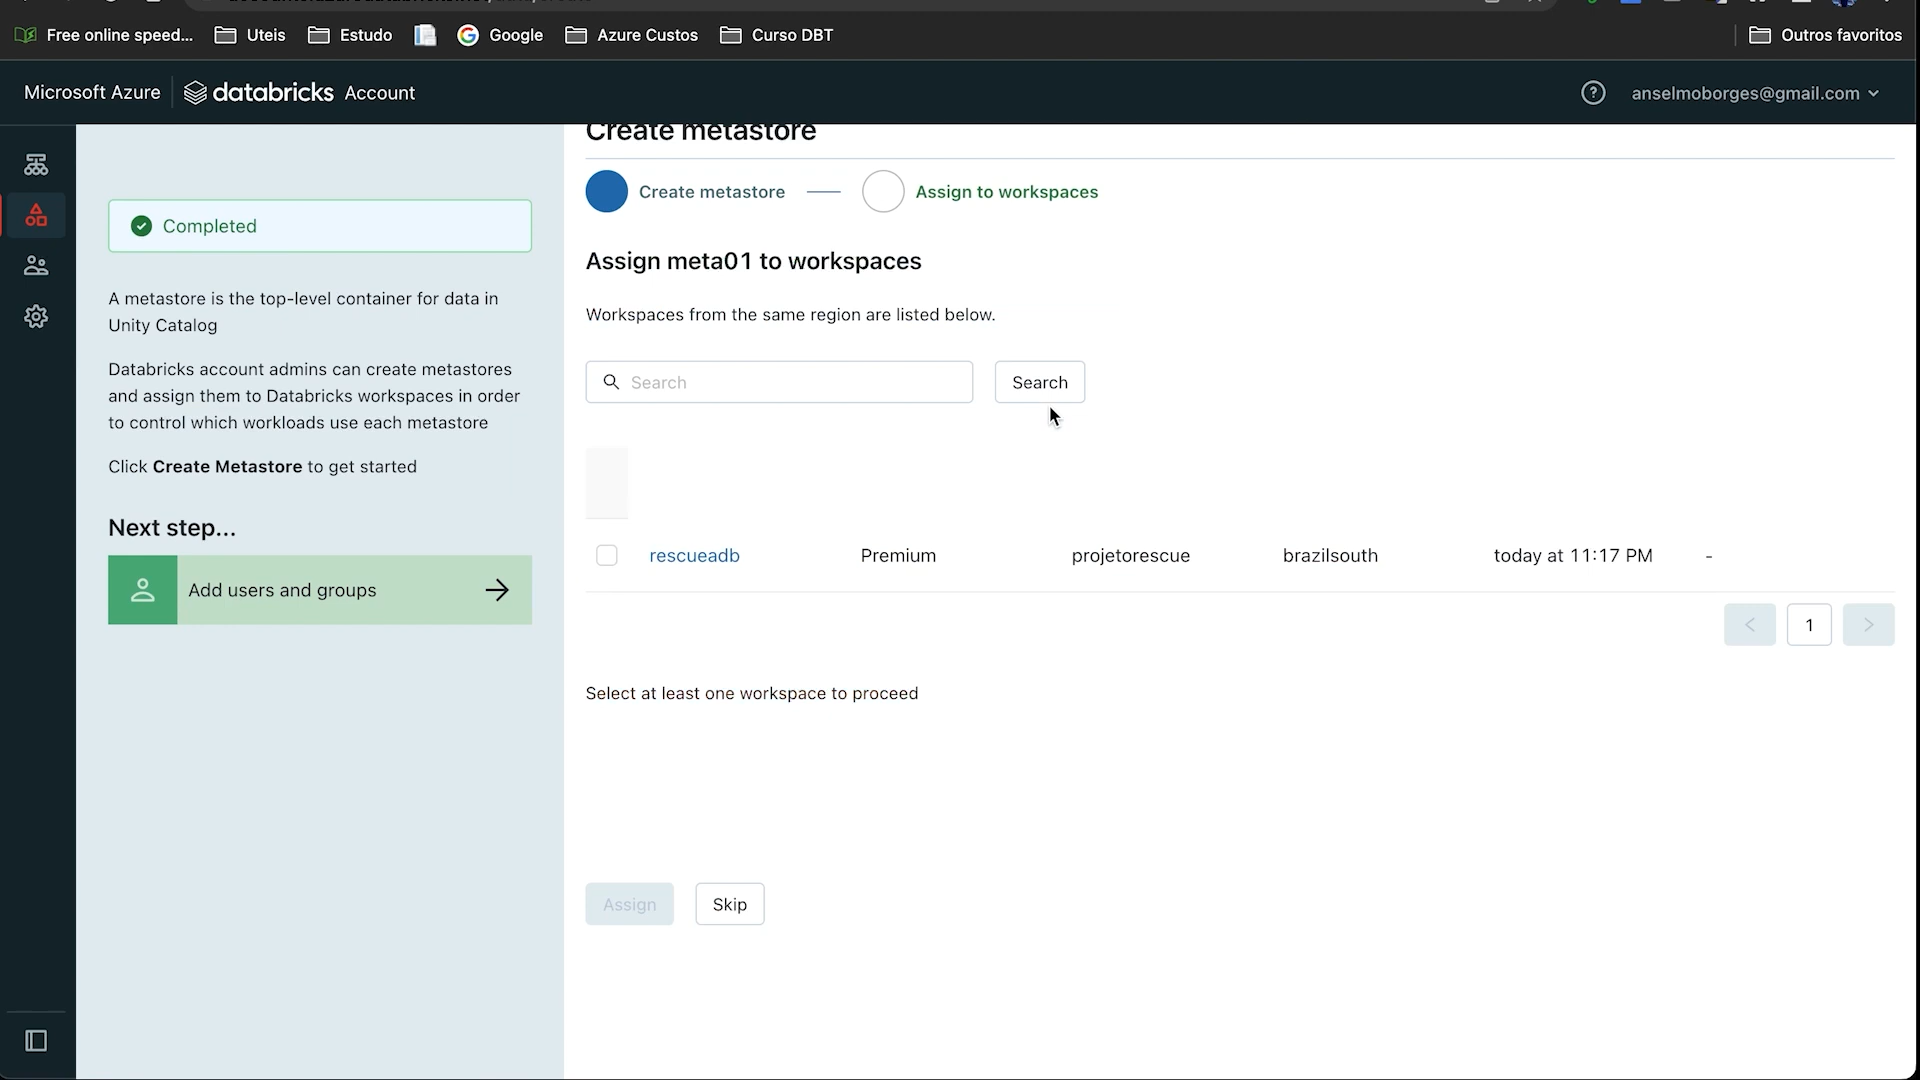 Free online speed...
Uteis
Estudo
Google
Azure Custos
Curso DBT
Outros favoritos
Microsoft Azure
databricks Account
anselmoborges@gmail.com
Completed
A metastore is the top-level container for data in
Unity Catalog
Databricks account admins can create metastores
and assign them to Databricks workspaces in order
to control which workloads use each metastore
Click Create Metastore to get started
Next step...
Add users and groups
Create metastore
Create metastore
Assign to workspaces
Assign meta01 to workspaces
Workspaces from the same region are listed below.
Search
Search
rescueadb Premium projetorescue brazilsouth today at 11:17 PM -
< 1 >
Select at least one workspace to proceed
Assign
Skip